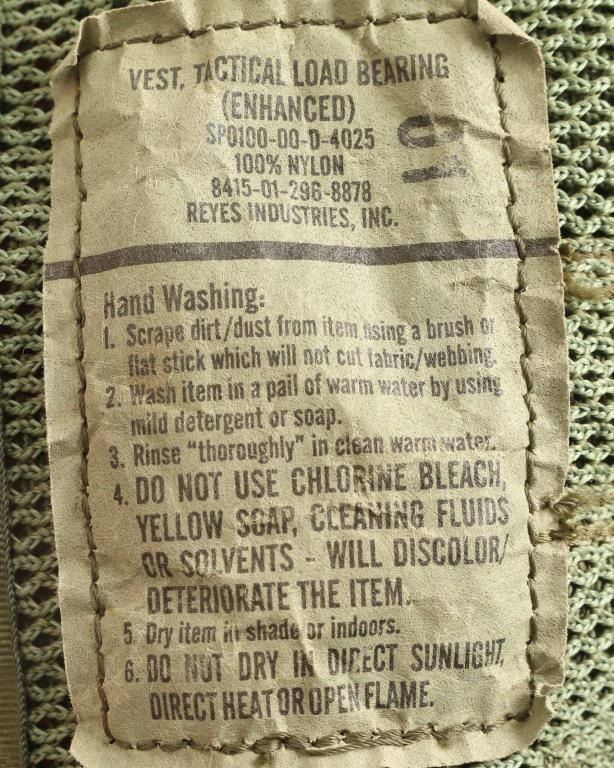 VEST, TACTICAL LOAD BEARING
(ENHANCED)
SP0100-00-D-4025
100% NYLON
8415-01-296-8878
REYES INDUSTRIES, INC.
10
Hand Washing:
1. Scrape dirt/dust from item using a brush or
flat stick which will not cut fabric/webbing.
2. Wash item in a pail of warm water by using
mild detergent or soap.
3. Rinse "thoroughly" in clean warm water.
4. DO NOT USE CHLORINE BLEACH,
YELLOW SOAP, CLEANING FLUIDS
OR SOLVENTS - WILL DISCOLOR/
DETERIORATE THE ITEM.
5. Dry item in shade or indoors.
6. DO NOT DRY IN DIRECT SUNLIGHT,
DIRECT HEAT OR OPEN FLAME.